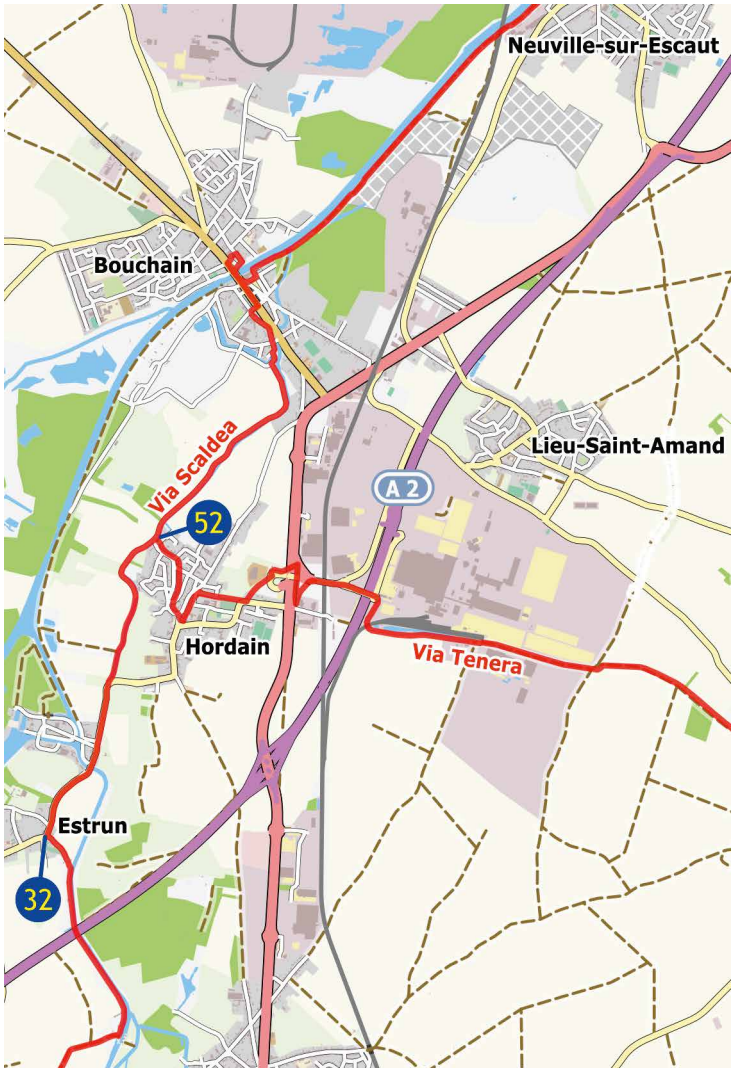 Neuville-sur-Escaut
Bouchain
Lieu-Saint-Amand
Via Scaldea
A 2
52
Hordain
Via Tenera
Estrun
32